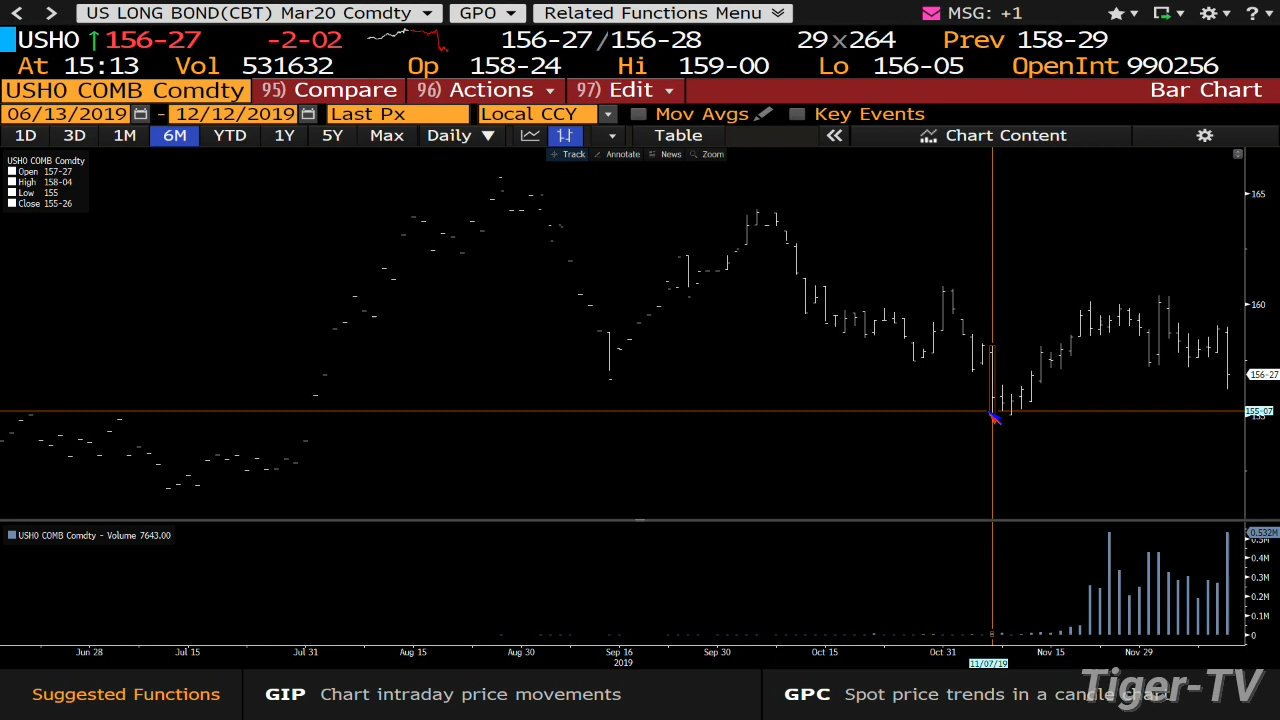 US LONG BOND(CBT) Mar20 Comdty GPO Related Functions Menu MSG: +1 ?
USH0 ↑156-27 -2-02 156-27/156-28 29x264 Prev 158-29
At 15:13 Vol 531632 Op 158-24 Hi 159-00 Lo 156-05 OpenInt 990256
USH0 COMB Comdty 95) Compare 96) Actions 97) Edit Bar Chart
06/13/2019 - 12/12/2019 Last Px Local CCY Mov Avgs Key Events
1D 3D 1M 6M YTD 1Y 5Y Max Daily ▼ Table « Chart Content
Track Annotate News Zoom
USH0 COMB Comdty
Open 157-27
High 158-04
Low 155
Close 155-26
165
160
156-27
155-07
155
USH0 COMB Comdty - Volume 7643.00
0.532M
0.5M
0.4M
0.3M
0.2M
0.1M
0
Jun 28 Jul 15 Jul 31 Aug 15 Aug 30 Sep 16 Sep 30 Oct 15 Oct 31 Nov 15 Nov 29
2019 11/07/19
Suggested Functions GIP Chart intraday price movements GPC Spot price trends in a candle chart
Tiger-TV